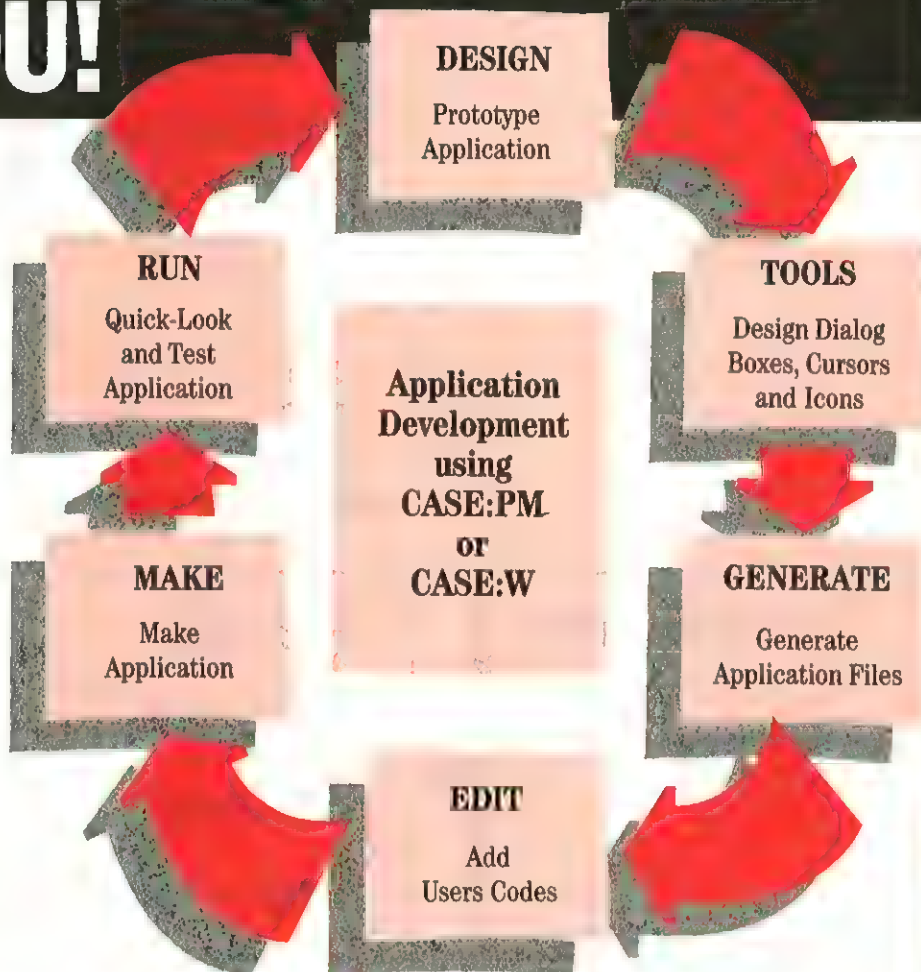 U!
DESIGN
Prototype
Application
TOOLS
Design Dialog
Boxes, Cursors
and Icons
GENERATE
Generate
Application Files
EDIT
Add
Users Codes
MAKE
Make
Application
RUN
Quick-Look
and Test
Application
Application
Development
using
CASE:PM
or
CASE:W